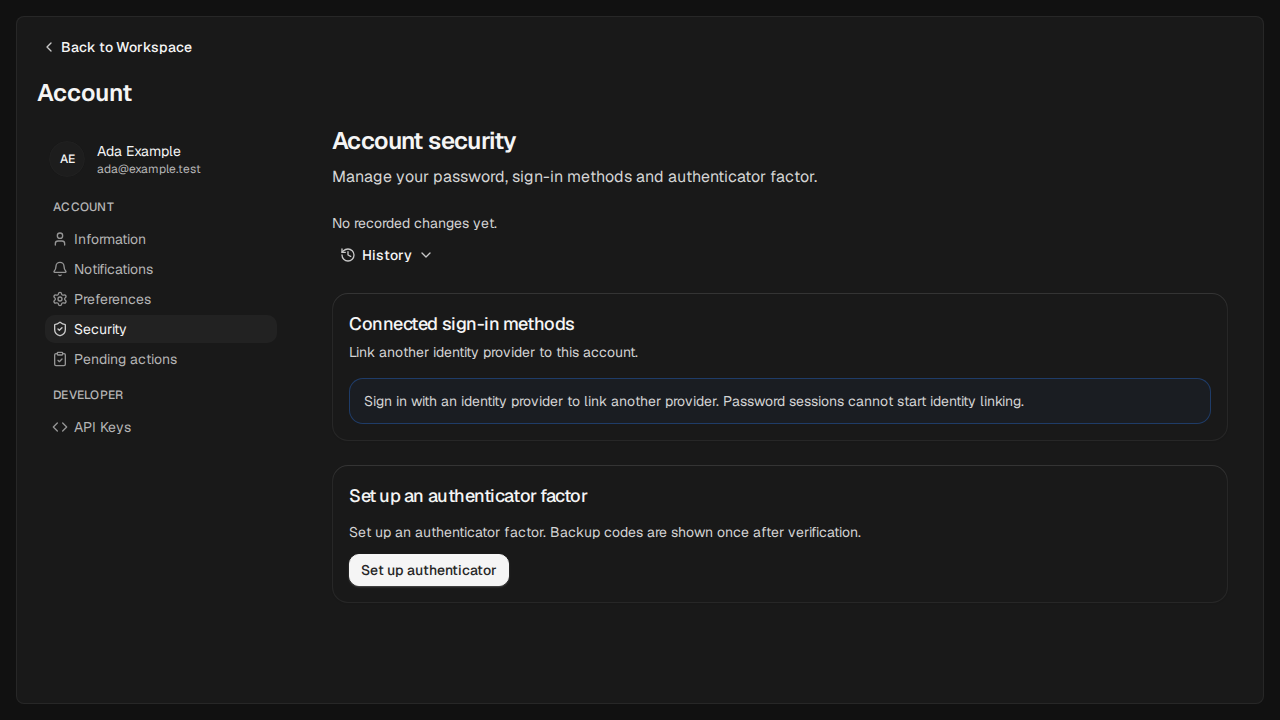 Back to Workspace
Account
AE
Ada Example
ada@example.test
ACCOUNT
Information
Notifications
Preferences
Security
Pending actions
DEVELOPER
API Keys
Account security
Manage your password, sign-in methods and authenticator factor.
No recorded changes yet.
History
Connected sign-in methods
Link another identity provider to this account.
Sign in with an identity provider to link another provider. Password sessions cannot start identity linking.
Set up an authenticator factor
Set up an authenticator factor. Backup codes are shown once after verification.
Set up authenticator